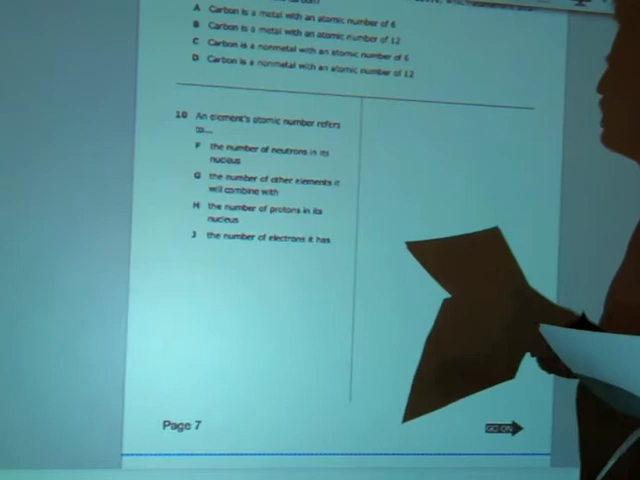 A Carbon is a metal with an atomic number of 6
B Carbon is a metal with an atomic number of 12
C Carbon is a nonmetal with an atomic number of 6
D Carbon is a nonmetal with an atomic number of 12
10 An element's atomic number refers
to...
F the number of neutrons in its
nucleus
G the number of other elements it
will combine with
H the number of protons in its
nucleus
J the number of electrons it has
Page 7
GO ON